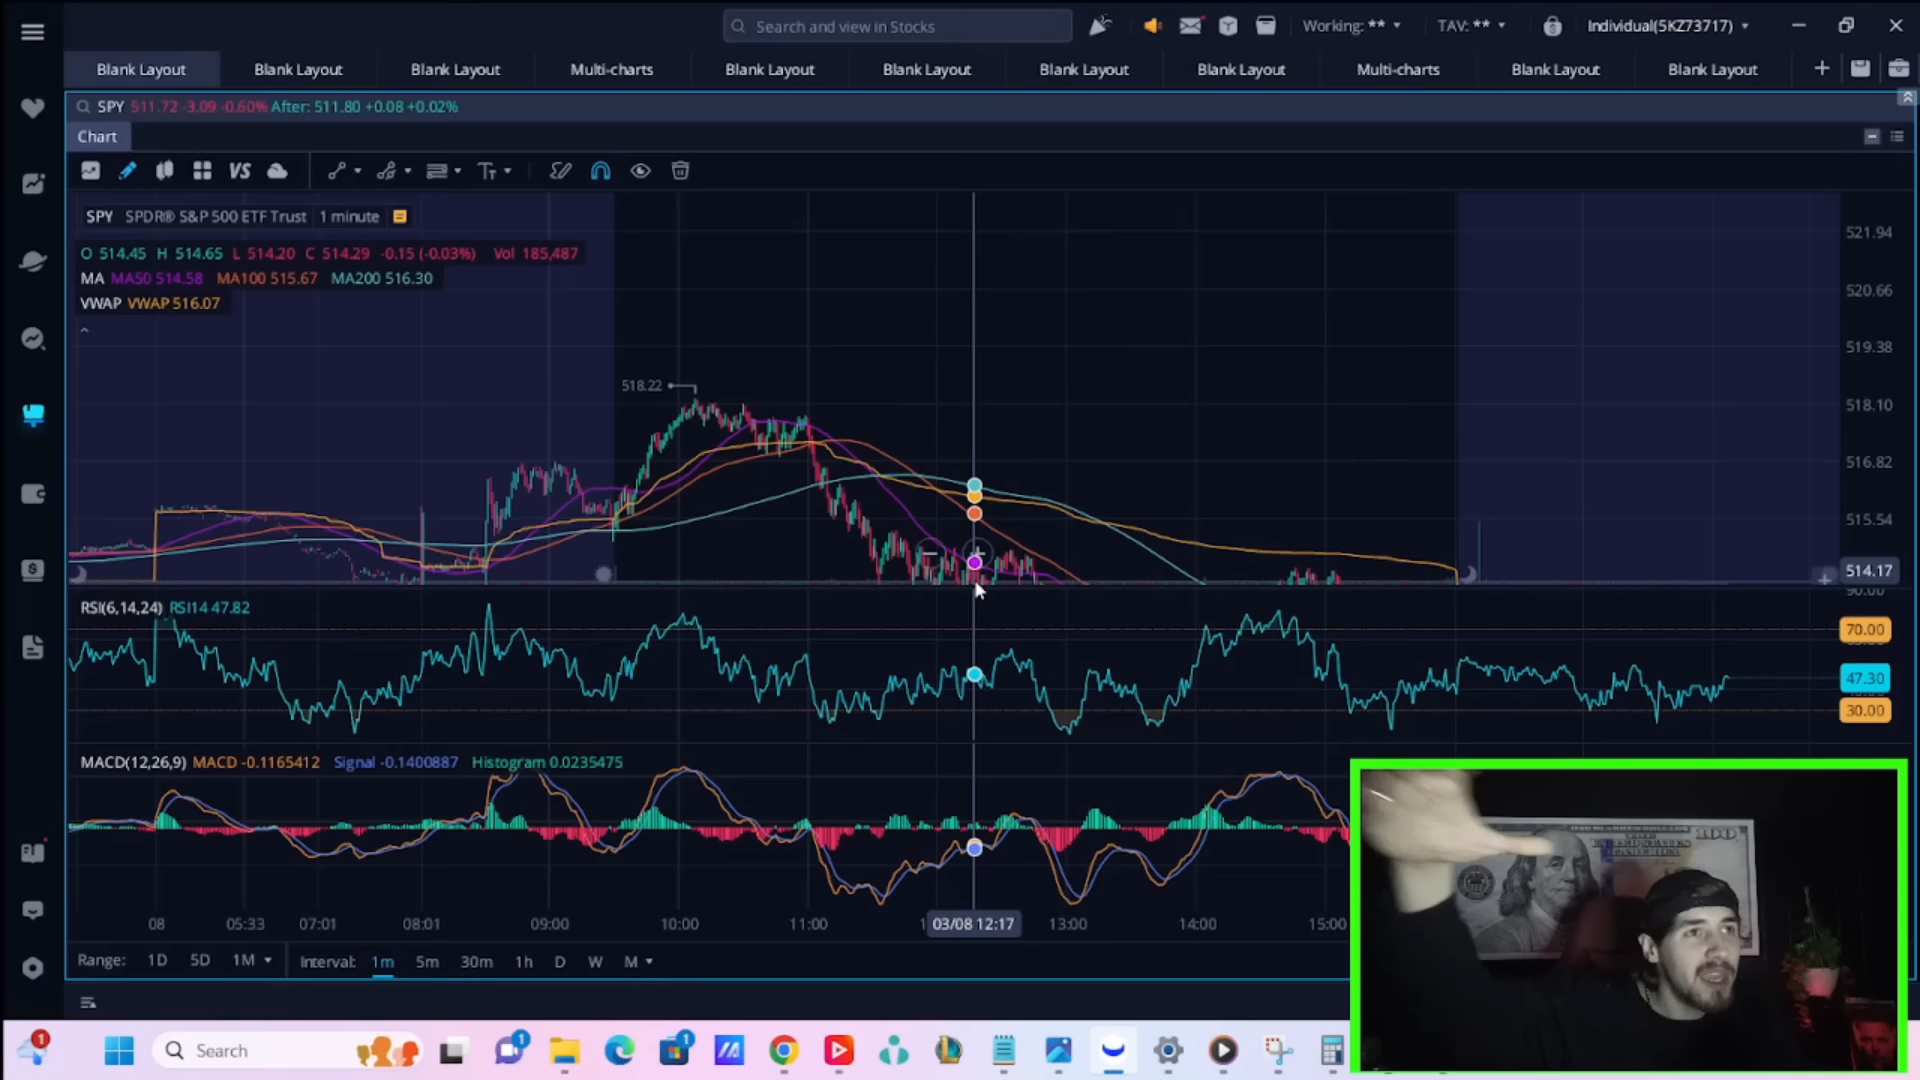 Search and view in Stocks
Working: **
TAV: **
Individual(5KZ73717)
Blank Layout
Blank Layout
Blank Layout
Multi-charts
Blank Layout
Blank Layout
Blank Layout
Blank Layout
Multi-charts
Blank Layout
Blank Layout
SPY 511.72 -3.09 -0.60% After: 511.80 +0.08 +0.02%
Chart
VS
SPY SPDR® S&P 500 ETF Trust 1 minute
O 514.45 H 514.65 L 514.20 C 514.29 -0.15 (-0.03%) Vol 185,487
MA MA50 514.58 MA100 515.67 MA200 516.30
VWAP VWAP 516.07
518.22
521.94
520.66
519.38
518.10
516.82
515.54
514.17
RSI(6,14,24) RSI14 47.82
90.00
70.00
47.30
30.00
MACD(12,26,9) MACD -0.1165412 Signal -0.1400887 Histogram 0.0235475
08 05:33 07:01 08:01 09:00 10:00 11:00 03/08 12:17 13:00 14:00 15:00
Range: 1D 5D 1M Interval: 1m 5m 30m 1h D W M
100
Search
1
1
1